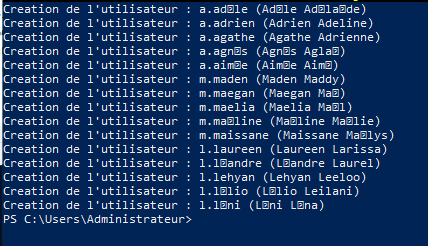 Creation de l'utilisateur : a.ad�le (Ad�le Ad�la�de)
Creation de l'utilisateur : a.adrien (Adrien Adeline)
Creation de l'utilisateur : a.agathe (Agathe Adrienne)
Creation de l'utilisateur : a.agn�s (Agn�s Agla�)
Creation de l'utilisateur : a.aim�e (Aim�e Aim�)
Creation de l'utilisateur : m.maden (Maden Maddy)
Creation de l'utilisateur : m.maegan (Maegan Ma�)
Creation de l'utilisateur : m.maelia (Maelia Ma�l)
Creation de l'utilisateur : m.ma�line (Ma�line Ma�lie)
Creation de l'utilisateur : m.maissane (Maissane Ma�lys)
Creation de l'utilisateur : l.laureen (Laureen Larissa)
Creation de l'utilisateur : l.l�andre (L�andre Laurel)
Creation de l'utilisateur : l.lehyan (Lehyan Leeloo)
Creation de l'utilisateur : l.l�lio (L�lio Leilani)
Creation de l'utilisateur : l.l�ni (L�ni L�na)
PS C:\Users\Administrateur>